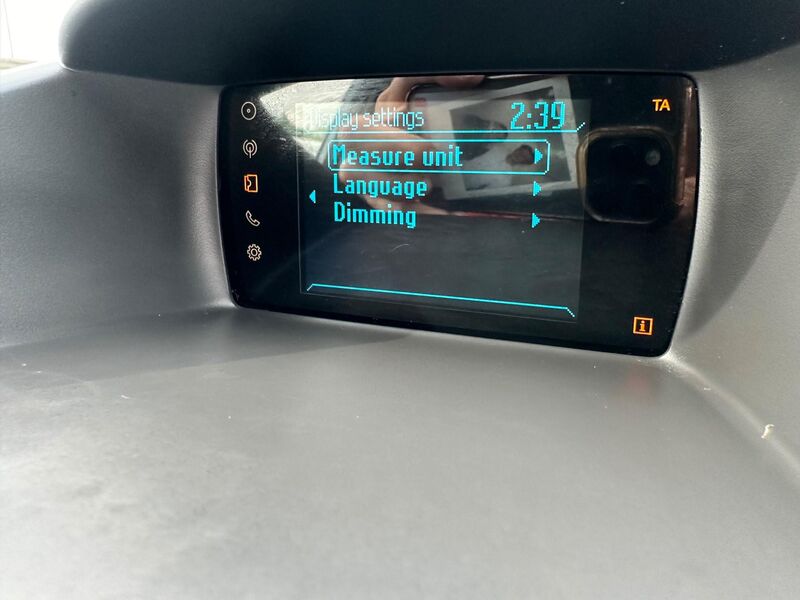 Display settings 2:39
TA
Measure unit
Language
Dimming
i